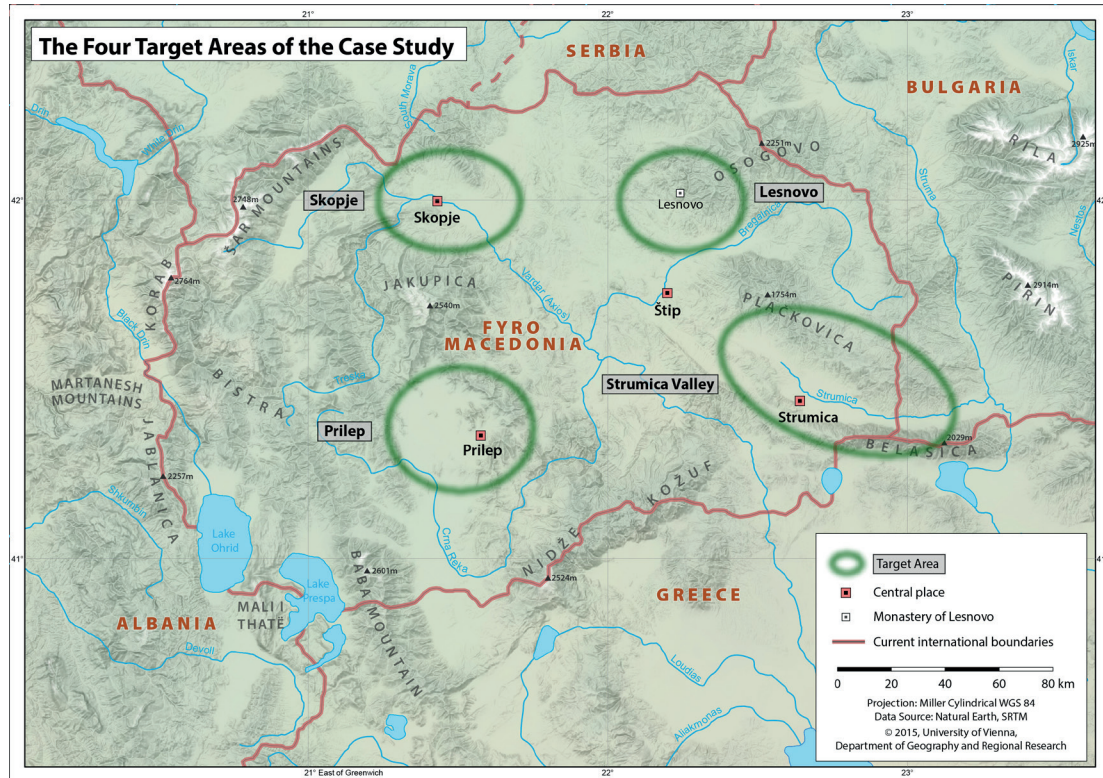 The Four Target Areas of the Case Study
21°
22°
23°
SERBIA
BULGARIA
Iskar
South Morava
Drin
White Drin
2251m
OSOGOVO
RILA
2925m
Struma
Nestos
42°
42°
ŠAR MOUNTAINS
2748m
Skopje
Skopje
Lesnovo
Lesnovo
Bregalnica
KORAB
2764m
JAKUPICA
2540m
Vardar (Axios)
Štip
1754m
PLAČKOVICA
2914m
PIRIN
Black Drin
FYRO
MACEDONIA
MARTANESH
MOUNTAINS
BISTRA
Treska
Strumica Valley
Strumica
Strumica
Prilep
Prilep
JABLANICA
2257m
BELASICA
2029m
Shkumbin
KOŽUF
NIDŽE
2524m
Lake
Ohrid
Crna Reka
41°
41°
Lake
Prespa
2601m
BABA MOUNTAIN
MALI I
THATË
ALBANIA
GREECE
Devoll
Loudias
Aliakmonas
Target Area
Central place
Monastery of Lesnovo
Current international boundaries
0 20 40 60 80 km
Projection: Miller Cylindrical WGS 84
Data Source: Natural Earth, SRTM
© 2015, University of Vienna,
Department of Geography and Regional Research
21° East of Greenwich
22°
23°